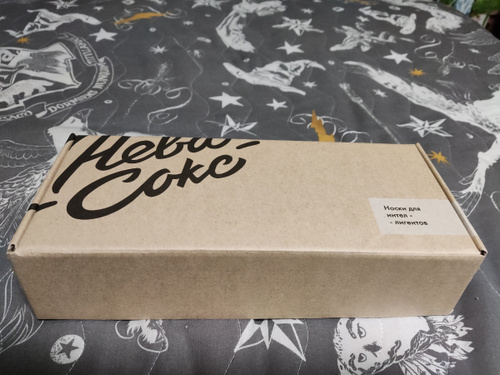 Нева-
-Сокс
Носки для
интел -
- лигентов